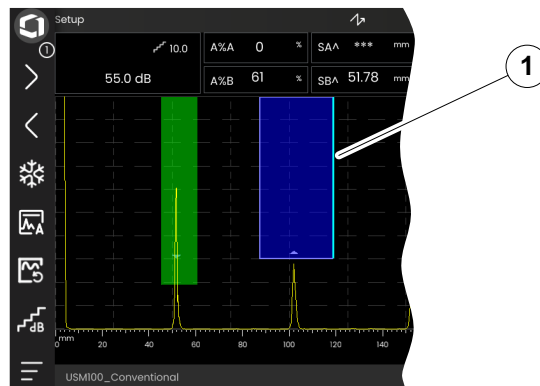 Setup
10.0
55.0 dB
A%A 0 % SA^ *** mm
A%B 61 % SB^ 51.78 mm
1
1
A
dB
mm 20 40 60 80 100 120 140
USM100_Conventional